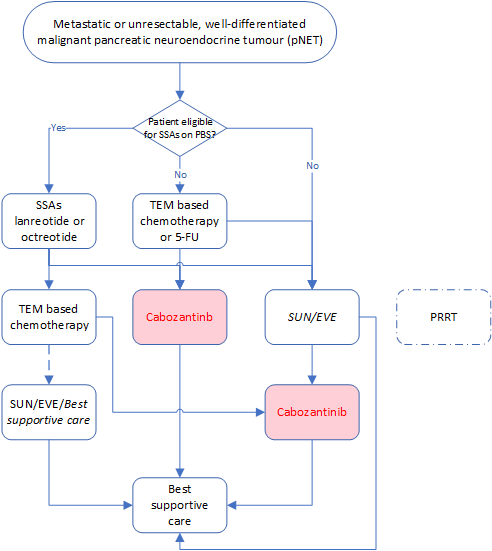 Metastatic or unresectable, well-differentiated
malignant pancreatic neuroendocrine tumour (pNET)
Patient eligible
for SSAs on PBS?
Yes
No
No
SSAs
lanreotide or
octreotide
TEM based
chemotherapy
or 5-FU
TEM based
chemotherapy
Cabozantinb
SUN/EVE
PRRT
SUN/EVE/Best
supportive care
Cabozantinib
Best
supportive
care